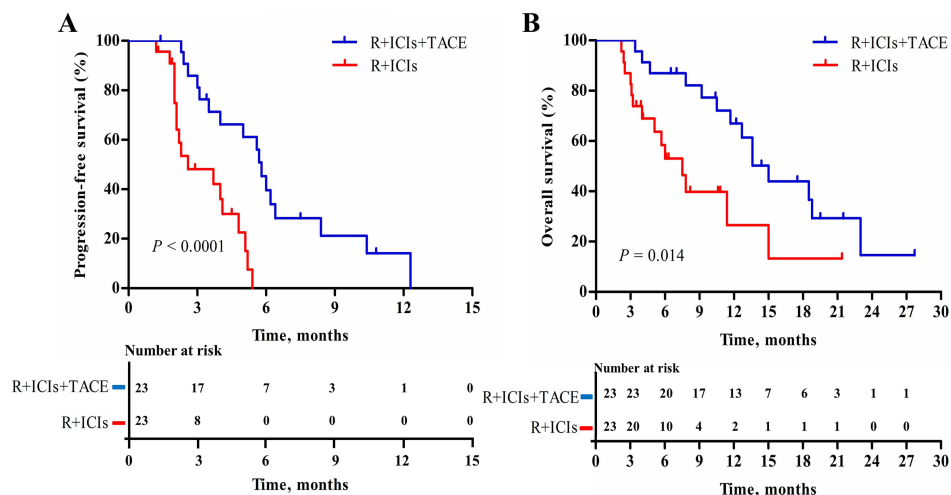 A
Progression-free survival (%)
100
80
60
40
20
0
R+ICIs+TACE
R+ICIs
P < 0.0001
0 3 6 9 12 15
Time, months
Number at risk
R+ICIs+TACE 23 17 7 3 1 0
R+ICIs 23 8 0 0 0 0
0 3 6 9 12 15
Time, months
B
Overall survival (%)
100
80
60
40
20
0
R+ICIs+TACE
R+ICIs
P = 0.014
0 3 6 9 12 15 18 21 24 27 30
Time, months
Number at risk
R+ICIs+TACE 23 23 20 17 13 7 6 3 1 1
R+ICIs 23 20 10 4 2 1 1 1 0 0
0 3 6 9 12 15 18 21 24 27 30
Time, months